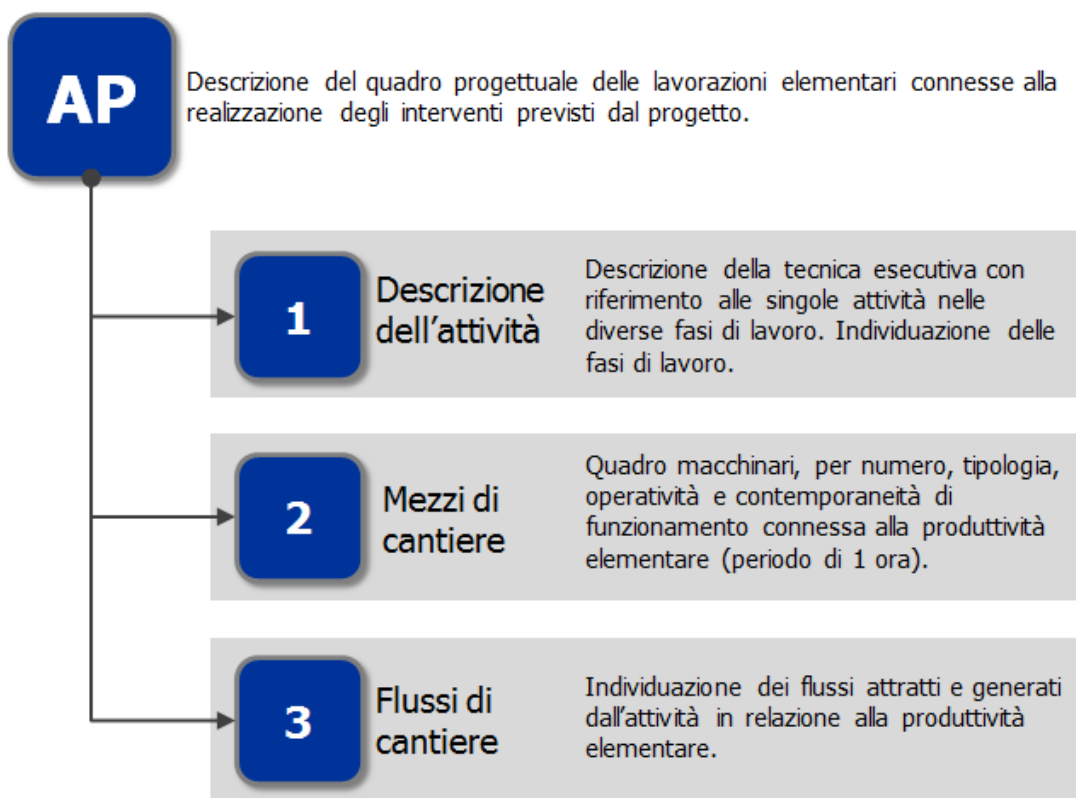 AP
Descrizione del quadro progettuale delle lavorazioni elementari connesse alla
realizzazione degli interventi previsti dal progetto.
1
Descrizione
dell'attività
Descrizione della tecnica esecutiva con
riferimento alle singole attività nelle
diverse fasi di lavoro. Individuazione delle
fasi di lavoro.
2
Mezzi di
cantiere
Quadro macchinari, per numero, tipologia,
operatività e contemporaneità di
funzionamento connessa alla produttività
elementare (periodo di 1 ora).
3
Flussi di
cantiere
Individuazione dei flussi attratti e generati
dall'attività in relazione alla produttività
elementare.